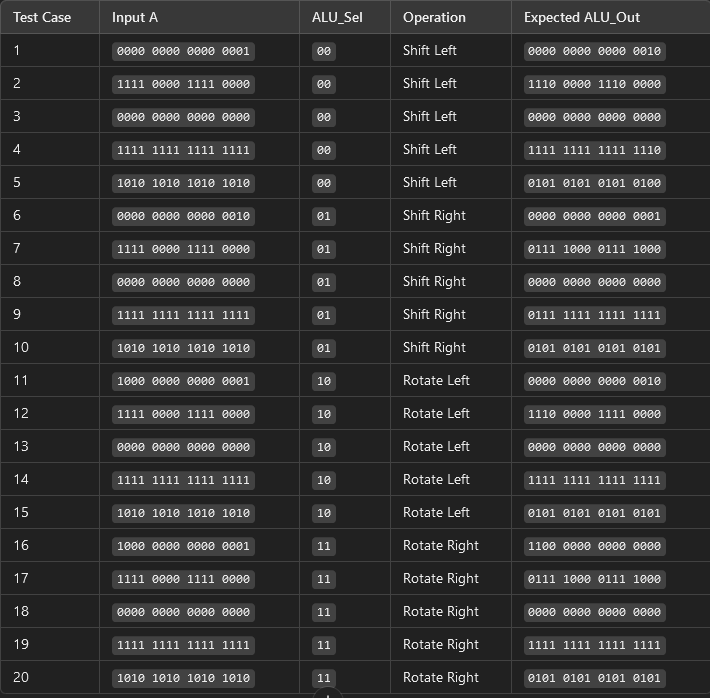 Test Case Input A ALU_Sel Operation Expected ALU_Out
1 0000 0000 0000 0001 00 Shift Left 0000 0000 0000 0010
2 1111 0000 1111 0000 00 Shift Left 1110 0000 1110 0000
3 0000 0000 0000 0000 00 Shift Left 0000 0000 0000 0000
4 1111 1111 1111 1111 00 Shift Left 1111 1111 1111 1110
5 1010 1010 1010 1010 00 Shift Left 0101 0101 0101 0100
6 0000 0000 0000 0010 01 Shift Right 0000 0000 0000 0001
7 1111 0000 1111 0000 01 Shift Right 0111 1000 0111 1000
8 0000 0000 0000 0000 01 Shift Right 0000 0000 0000 0000
9 1111 1111 1111 1111 01 Shift Right 0111 1111 1111 1111
10 1010 1010 1010 1010 01 Shift Right 0101 0101 0101 0101
11 1000 0000 0000 0001 10 Rotate Left 0000 0000 0000 0010
12 1111 0000 1111 0000 10 Rotate Left 1110 0000 1111 0000
13 0000 0000 0000 0000 10 Rotate Left 0000 0000 0000 0000
14 1111 1111 1111 1111 10 Rotate Left 1111 1111 1111 1111
15 1010 1010 1010 1010 10 Rotate Left 0101 0101 0101 0101
16 1000 0000 0000 0001 11 Rotate Right 1100 0000 0000 0000
17 1111 0000 1111 0000 11 Rotate Right 0111 1000 0111 1000
18 0000 0000 0000 0000 11 Rotate Right 0000 0000 0000 0000
19 1111 1111 1111 1111 11 Rotate Right 1111 1111 1111 1111
20 1010 1010 1010 1010 11 Rotate Right 0101 0101 0101 0101